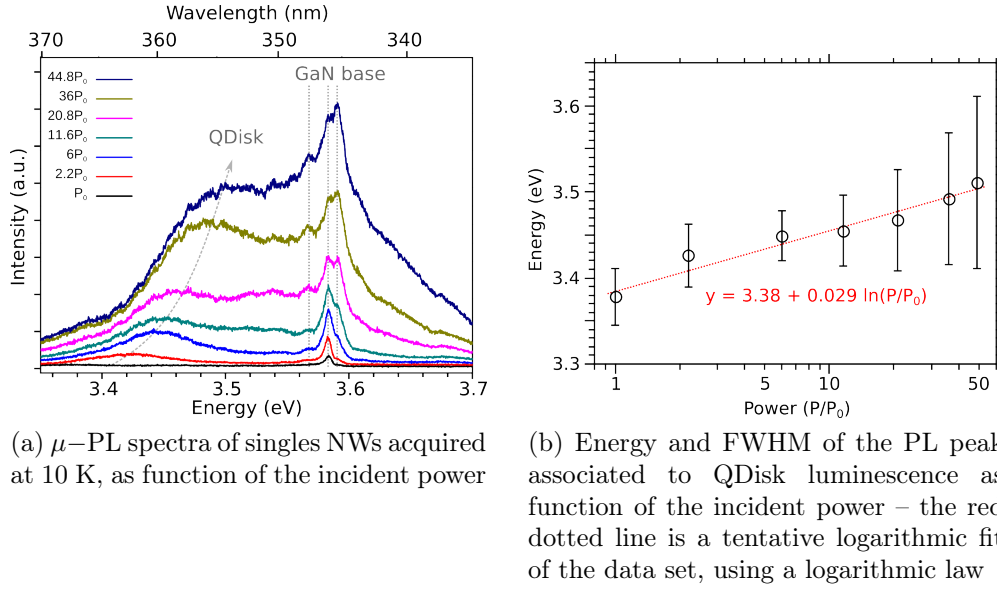 Wavelength (nm)
370 360 350 340
Intensity (a.u.)
44.8P₀
36P₀
20.8P₀
11.6P₀
6P₀
2.2P₀
P₀
GaN base
QDisk
3.4 3.5 3.6 3.7
Energy (eV)
(a) μ−PL spectra of singles NWs acquired
at 10 K, as function of the incident power
Energy (eV)
3.6
3.5
3.4
3.3
y = 3.38 + 0.029 ln(P/P₀)
1 5 10 50
Power (P/P₀)
(b) Energy and FWHM of the PL peak
associated to QDisk luminescence as
function of the incident power – the red
dotted line is a tentative logarithmic fit
of the data set, using a logarithmic law